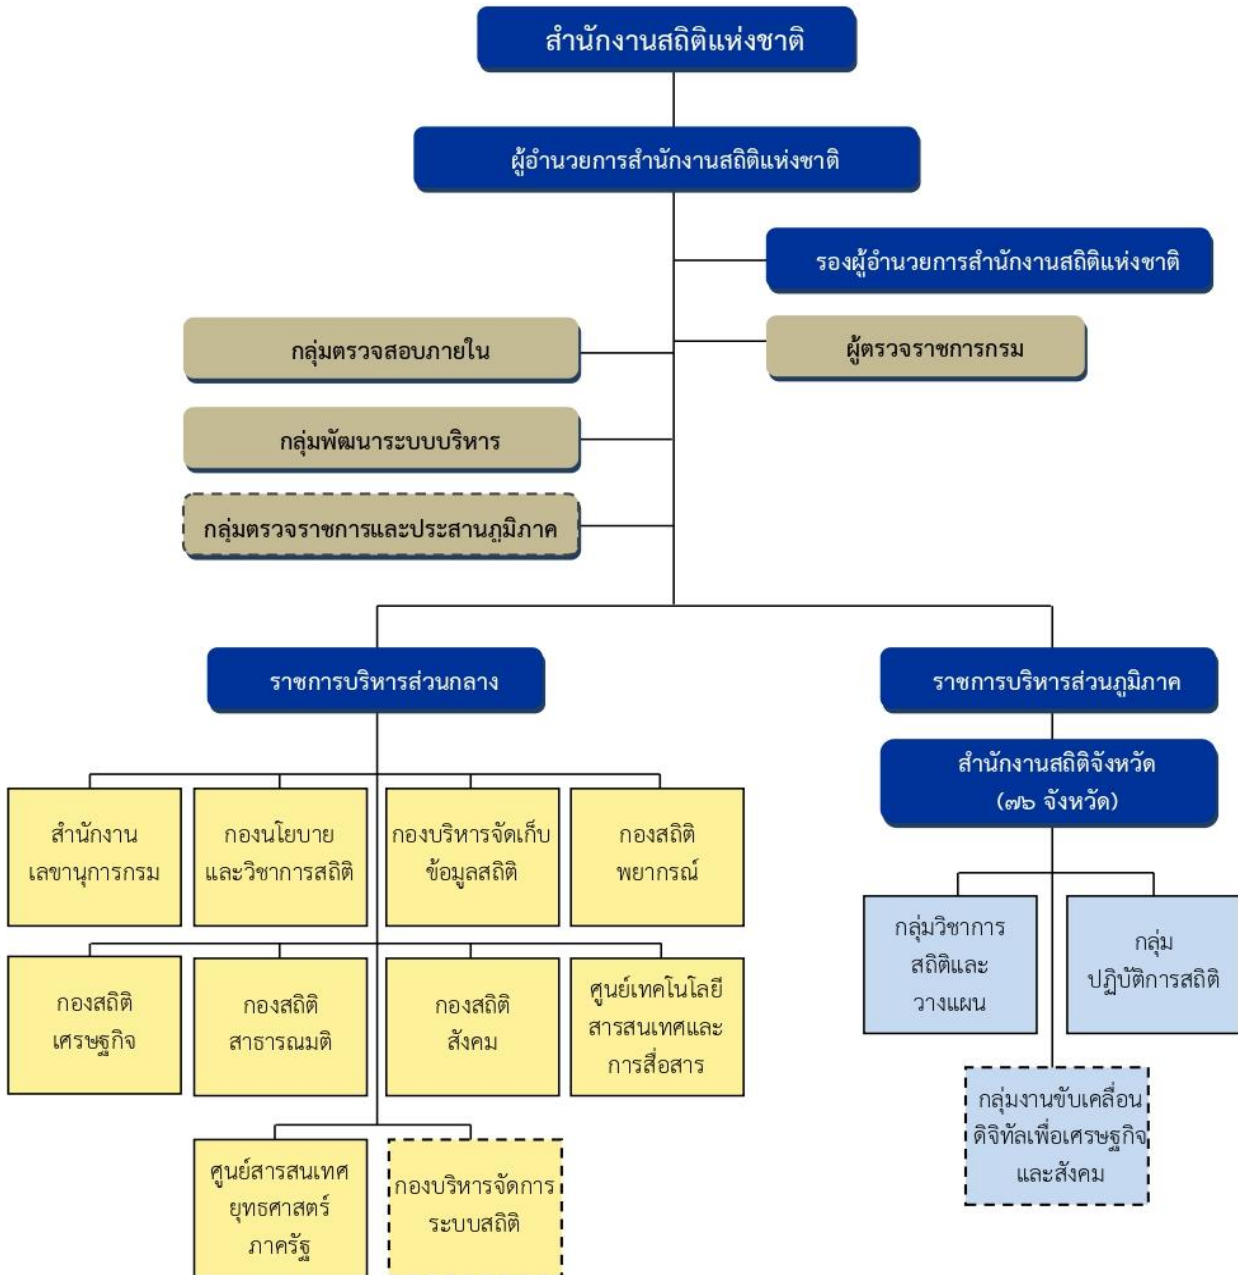 สำนักงานสถิติแห่งชาติ
ผู้อำนวยการสำนักงานสถิติแห่งชาติ
รองผู้อำนวยการสำนักงานสถิติแห่งชาติ
กลุ่มตรวจสอบภายใน
ผู้ตรวจราชการกรม
กลุ่มพัฒนาระบบบริหาร
กลุ่มตรวจราชการและประสานภูมิภาค
ราชการบริหารส่วนกลาง
ราชการบริหารส่วนภูมิภาค
สำนักงานสถิติจังหวัด
(๗๖ จังหวัด)
สำนักงาน
เลขานุการกรม
กองนโยบาย
และวิชาการสถิติ
กองบริหารจัดเก็บ
ข้อมูลสถิติ
กองสถิติ
พยากรณ์
กลุ่มวิชาการ
สถิติและ
วางแผน
กลุ่ม
ปฏิบัติการสถิติ
กองสถิติ
เศรษฐกิจ
กองสถิติ
สาธารณมติ
กองสถิติ
สังคม
ศูนย์เทคโนโลยี
สารสนเทศและ
การสื่อสาร
กลุ่มงานขับเคลื่อน
ดิจิทัลเพื่อเศรษฐกิจ
และสังคม
ศูนย์สารสนเทศ
ยุทธศาสตร์
ภาครัฐ
กองบริหารจัดการ
ระบบสถิติ